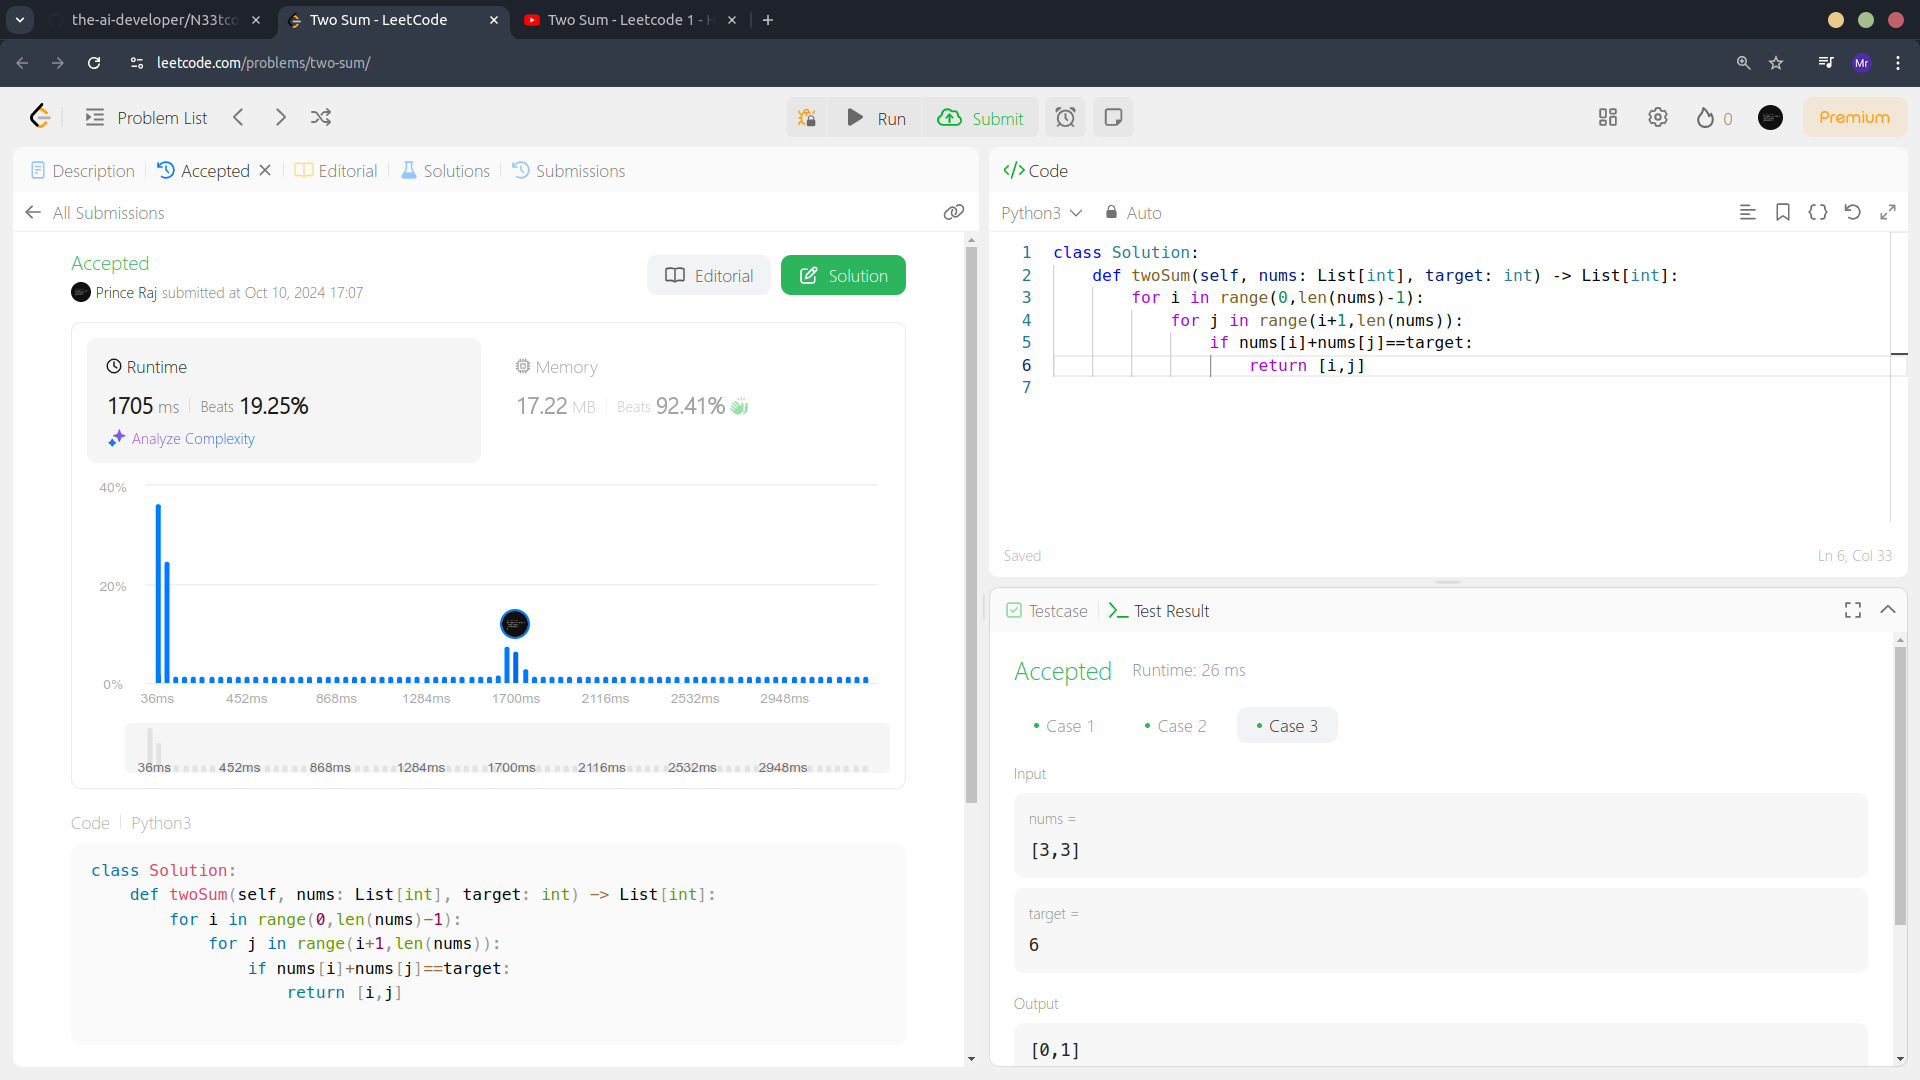 the-ai-developer/N33tco
Two Sum - LeetCode
Two Sum - Leetcode 1 - H
leetcode.com/problems/two-sum/
Mr
Problem List
Run
Submit
0
Premium
Description
Accepted
Editorial
Solutions
Submissions
All Submissions
Accepted
Prince Raj submitted at Oct 10, 2024 17:07
Editorial
Solution
Runtime
1705 ms
Beats 19.25%
Analyze Complexity
Memory
17.22 MB
Beats 92.41%
40%
20%
0%
36ms 452ms 868ms 1284ms 1700ms 2116ms 2532ms 2948ms
36ms 452ms 868ms 1284ms 1700ms 2116ms 2532ms 2948ms
Code
Python3
class Solution:
    def twoSum(self, nums: List[int], target: int) -> List[int]:
        for i in range(0,len(nums)-1):
            for j in range(i+1,len(nums)):
                if nums[i]+nums[j]==target:
                    return [i,j]
Code
Python3
Auto
1 class Solution:
2     def twoSum(self, nums: List[int], target: int) -> List[int]:
3         for i in range(0,len(nums)-1):
4             for j in range(i+1,len(nums)):
5                 if nums[i]+nums[j]==target:
6                     return [i,j]
7
Saved
Ln 6, Col 33
Testcase
Test Result
Accepted
Runtime: 26 ms
Case 1
Case 2
Case 3
Input
nums =
[3,3]
target =
6
Output
[0,1]